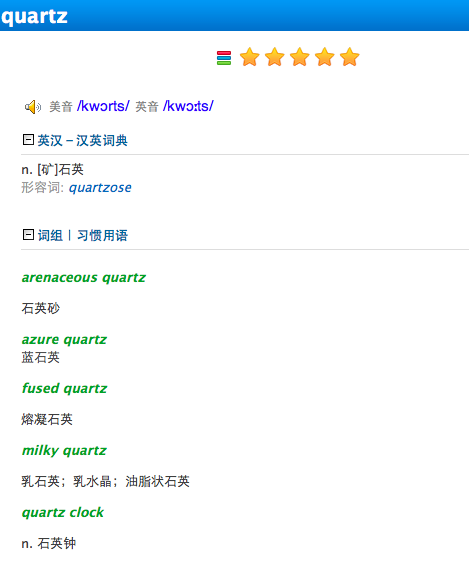 quartz
美音 /kwɔrts/ 英音 /kwɔːts/
英汉 – 汉英词典
n. [矿]石英
形容词: quartzose
词组 | 习惯用语
arenaceous quartz
石英砂
azure quartz
蓝石英
fused quartz
熔凝石英
milky quartz
乳石英；乳水晶；油脂状石英
quartz clock
n. 石英钟